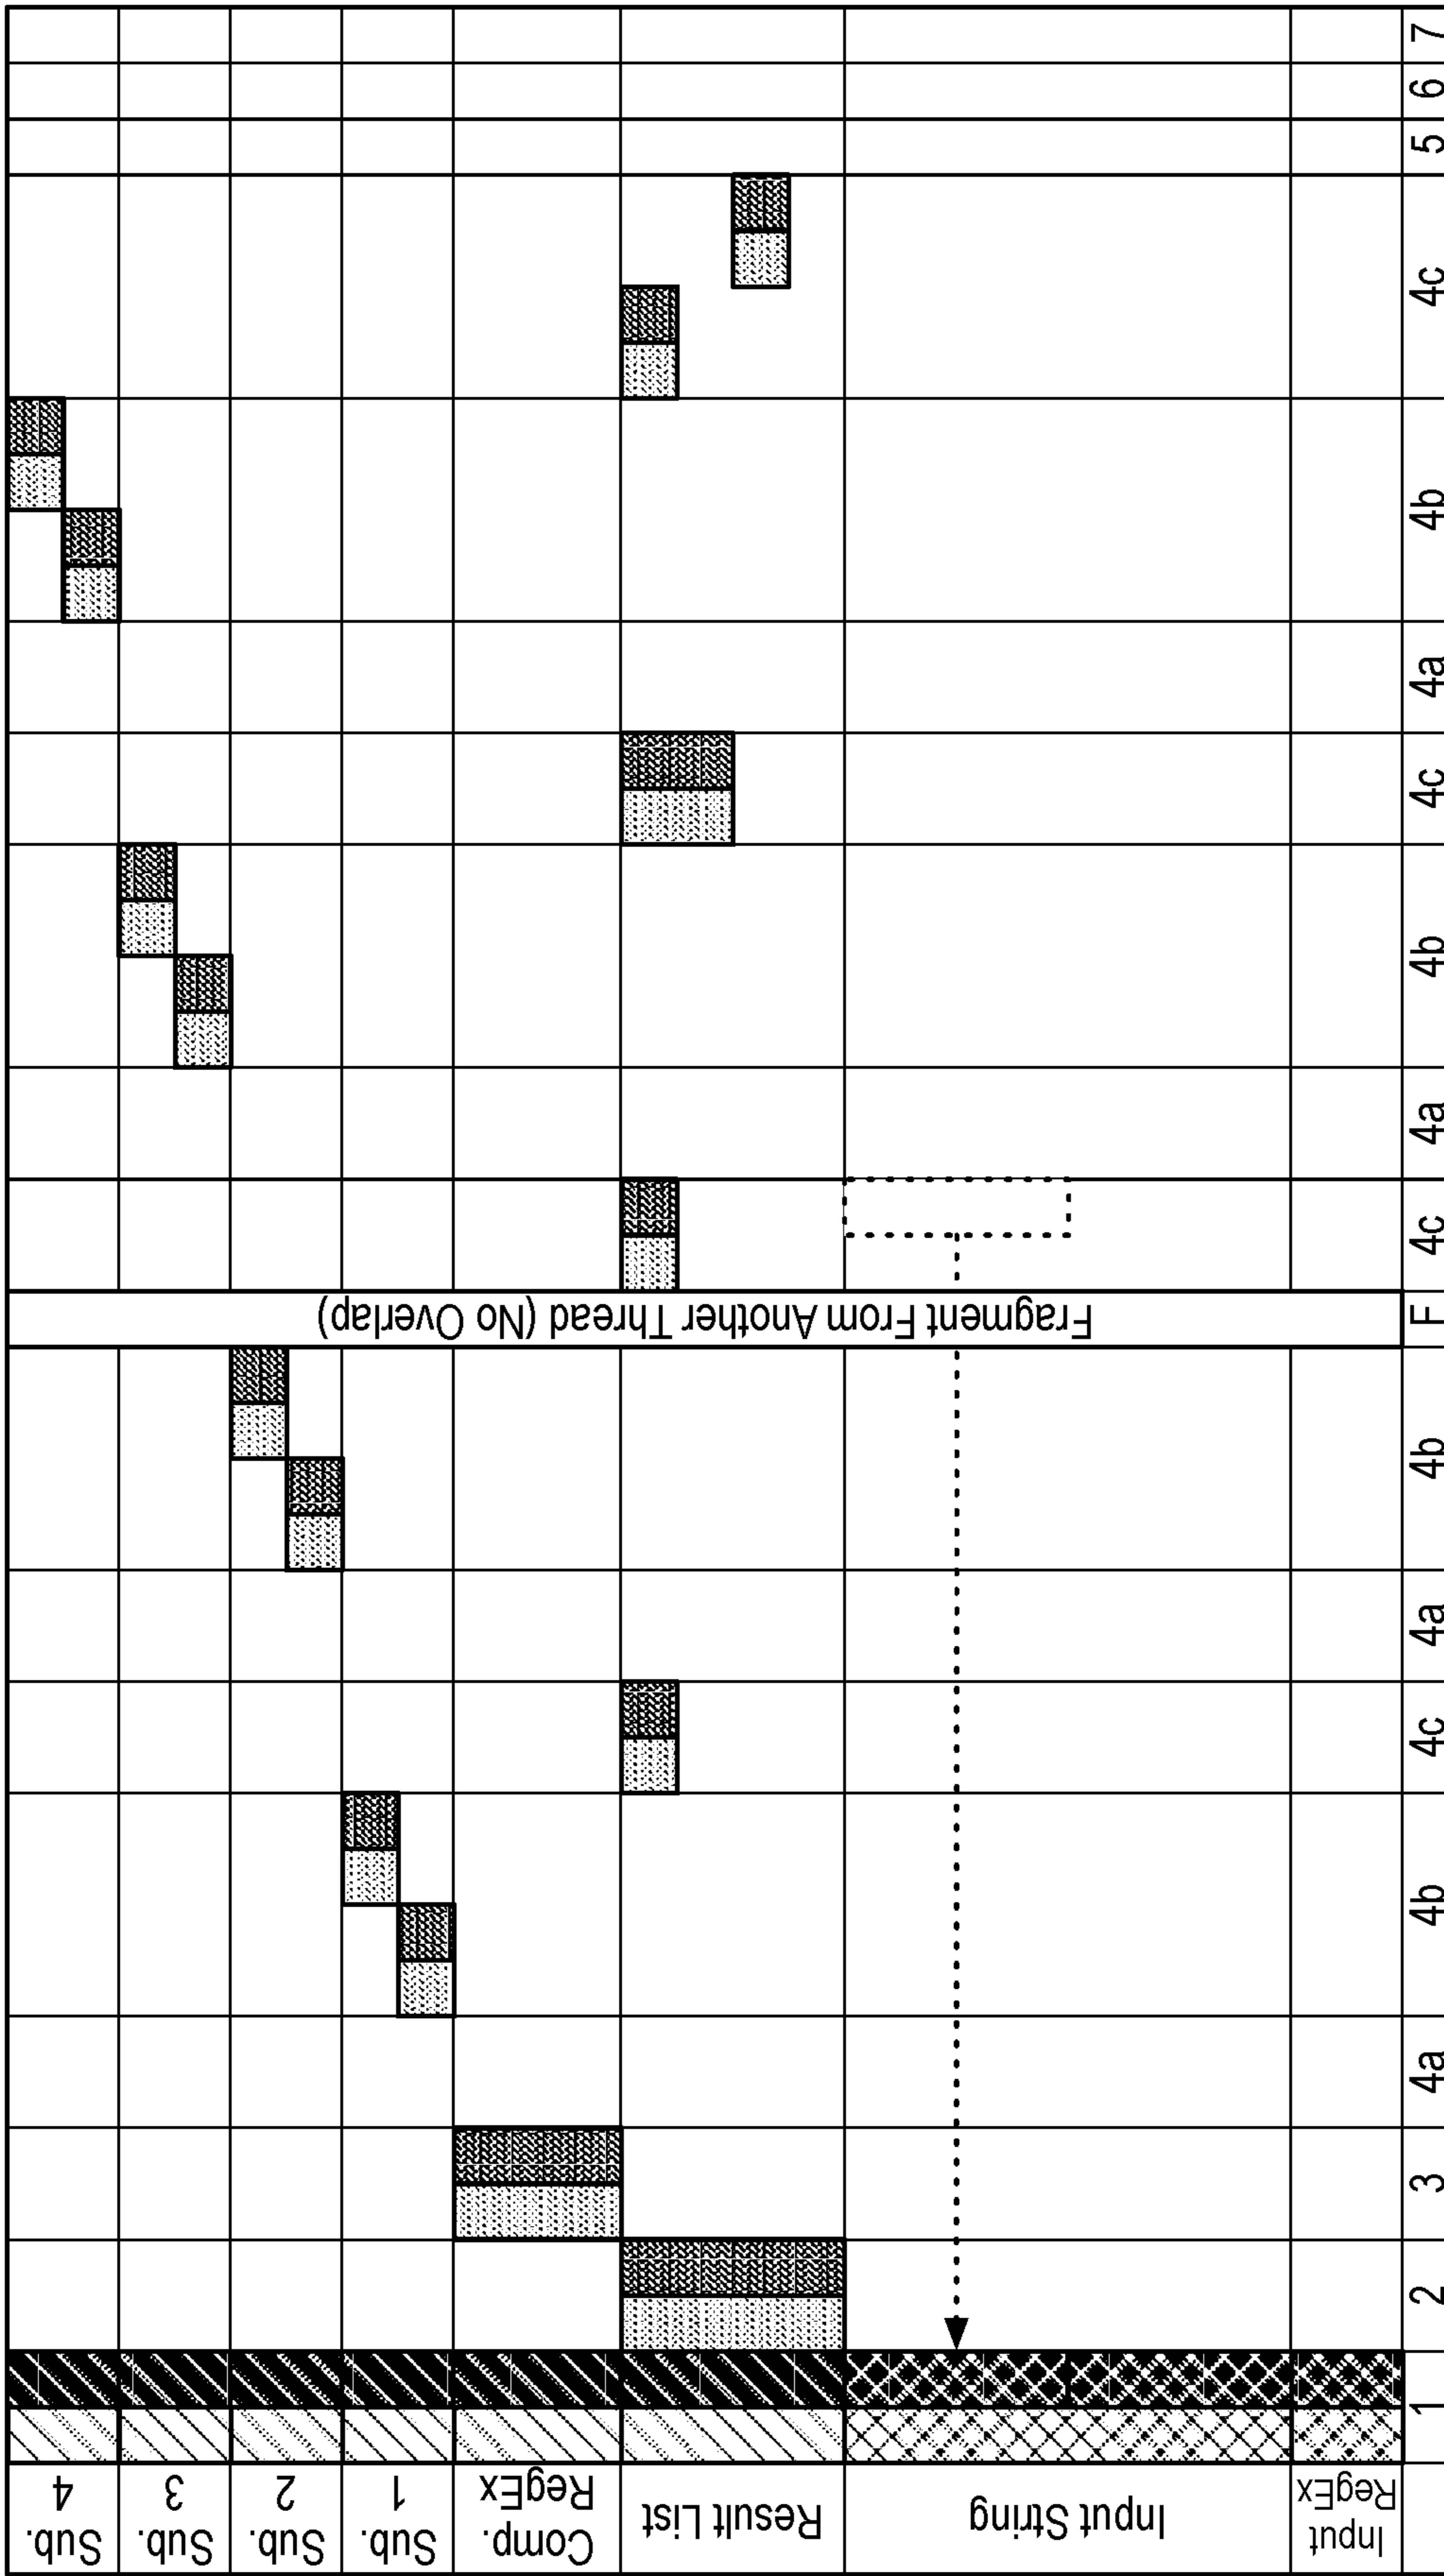 Sub.
4
Sub.
3
Sub.
2
Sub.
1
Comp.
RegEx
Result List
Input String
Input
RegEx
1
2
3
4a
4b
4c
4a
4b
F
4c
4a
4b
4c
4a
4b
4c
5
6
7
Fragment From Another Thread (No Overlap)